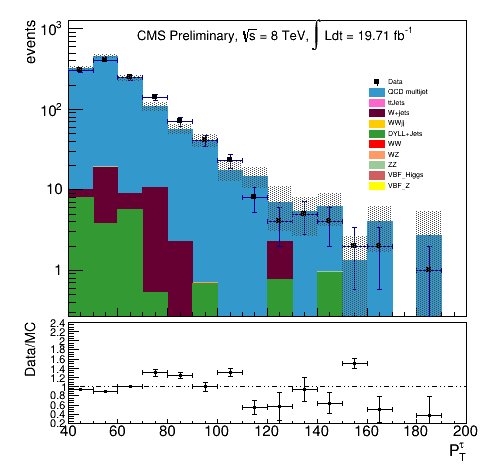 CMS Preliminary, √s = 8 TeV, ∫ Ldt = 19.71 fb⁻¹
events
10³
10²
10
1
Data
QCD multijet
ttJets
W+jets
WWjj
DYLL+Jets
WW
WZ
ZZ
VBF_Higgs
VBF_Z
Data/MC
2.4
2.2
2
1.8
1.6
1.4
1.2
1
0.8
0.6
0.4
0.2
40 60 80 100 120 140 160 180 200
P_T^τ